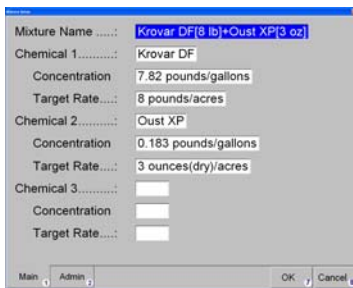 Mixture Name .....: Krovar DF[8 lb]+Oust XP[3 oz]
Chemical 1..........: Krovar DF
Concentration 7.82 pounds/gallons
Target Rate....: 8 pounds/acres
Chemical 2..........: Oust XP
Concentration 0.183 pounds/gallons
Target Rate....: 3 ounces(dry)/acres
Chemical 3..........:
Concentration
Target Rate....:
Main 1 Admin 2 OK 7 Cancel 8